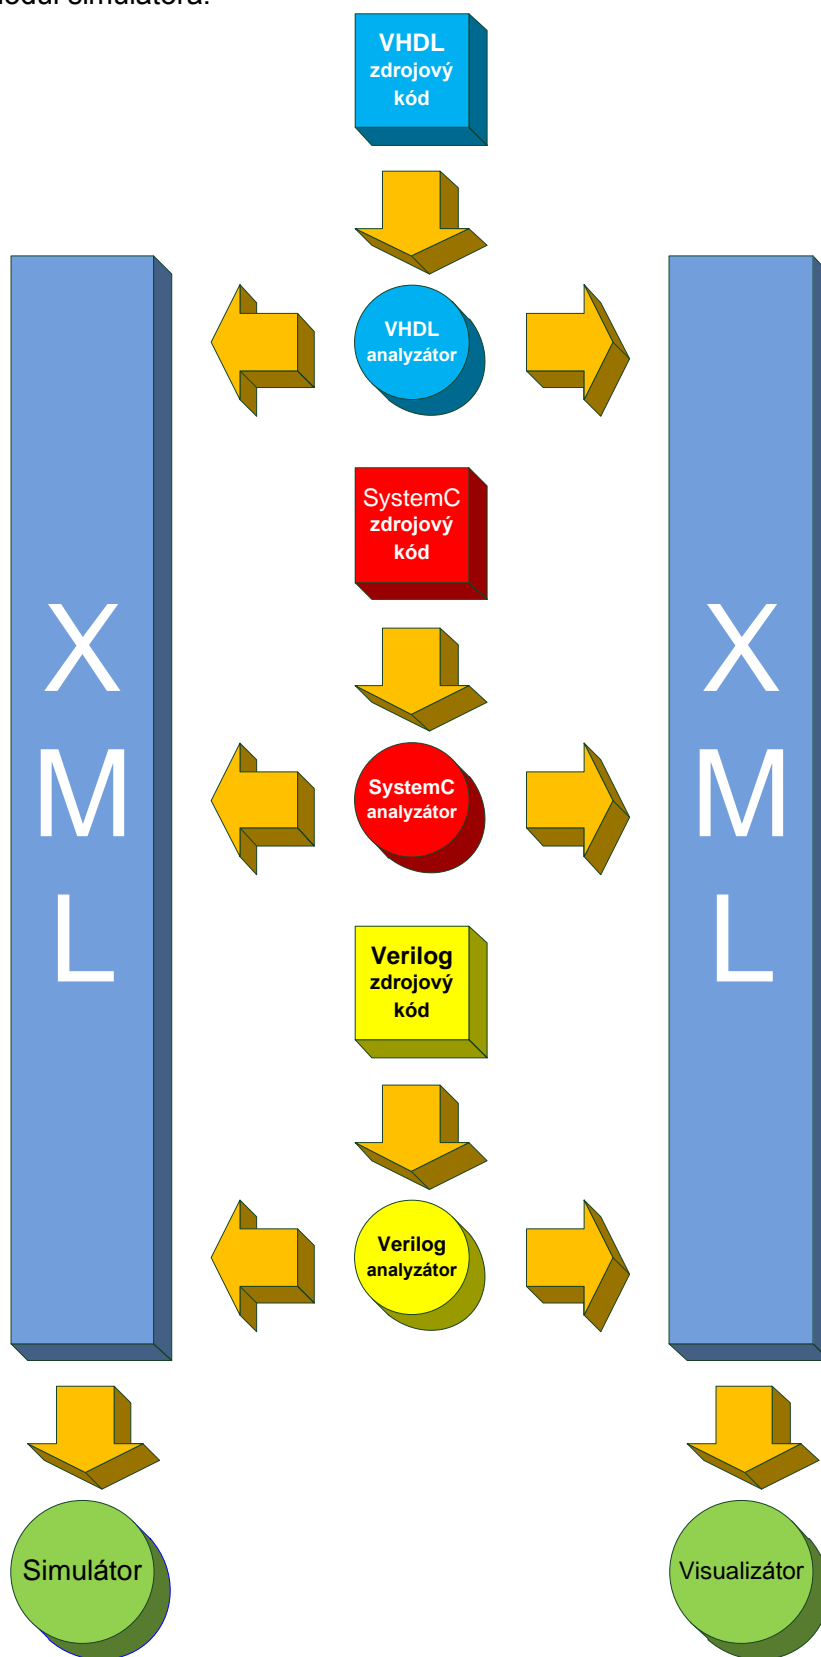 VHDL
zdrojový
kód
VHDL
analyzátor
SystemC
zdrojový
kód
X
M
L
X
M
L
SystemC
analyzátor
Verilog
zdrojový
kód
Verilog
analyzátor
Simulátor
Visualizátor